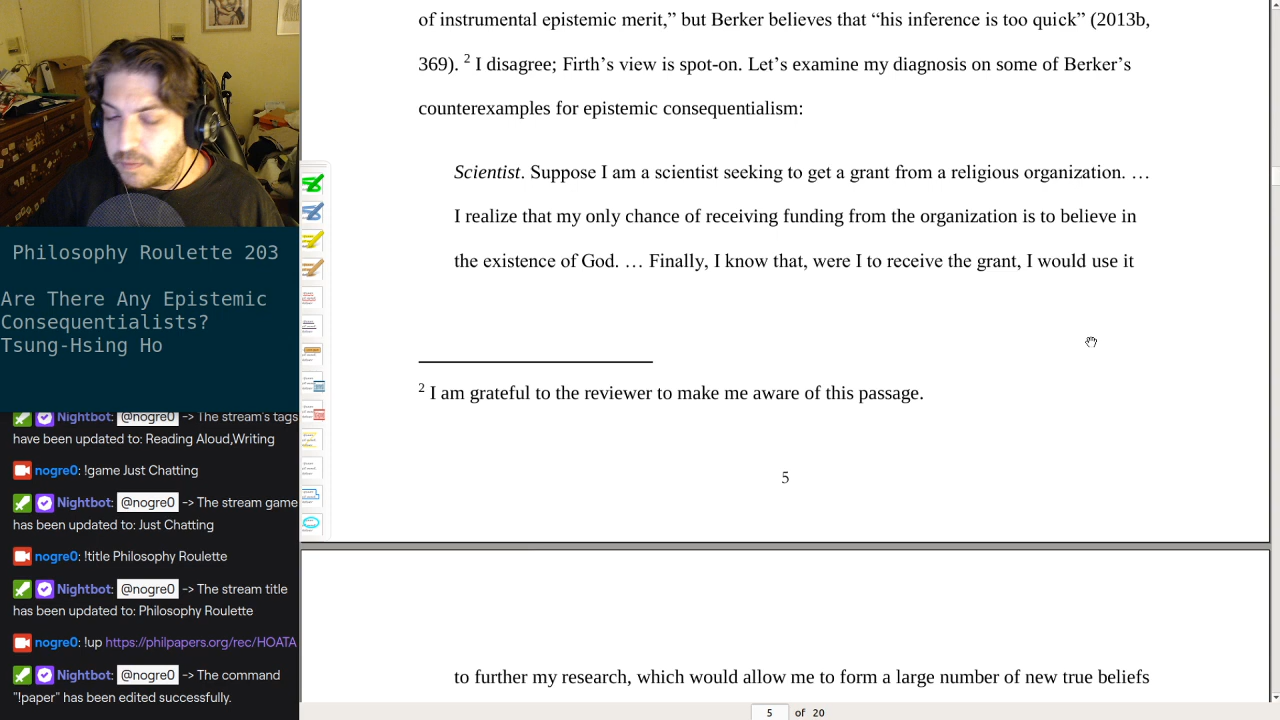 of instrumental epistemic merit,” but Berker believes that “his inference is too quick” (2013b,
369). 2 I disagree; Firth’s view is spot-on. Let’s examine my diagnosis on some of Berker’s
counterexamples for epistemic consequentialism:
Scientist. Suppose I am a scientist seeking to get a grant from a religious organization. …
I realize that my only chance of receiving funding from the organization is to believe in
the existence of God. … Finally, I know that, were I to receive the grant, I would use it
2 I am grateful to the reviewer to make me aware of this passage.
5
to further my research, which would allow me to form a large number of new true beliefs
5 of 20
Philosophy Roulette 203
Are There Any Epistemic
Consequentialists?
Tsung-Hsing Ho
Nightbot: @nogre0 -> The stream's tags
have been updated to: Reading Aloud,Writing
nogre0: !game Just Chatting
Nightbot: @nogre0 -> The stream game
has been updated to: Just Chatting
nogre0: !title Philosophy Roulette
Nightbot: @nogre0 -> The stream title
has been updated to: Philosophy Roulette
nogre0: !up https://philpapers.org/rec/HOATA
Nightbot: @nogre0 -> The command
"!paper" has been edited successfully.